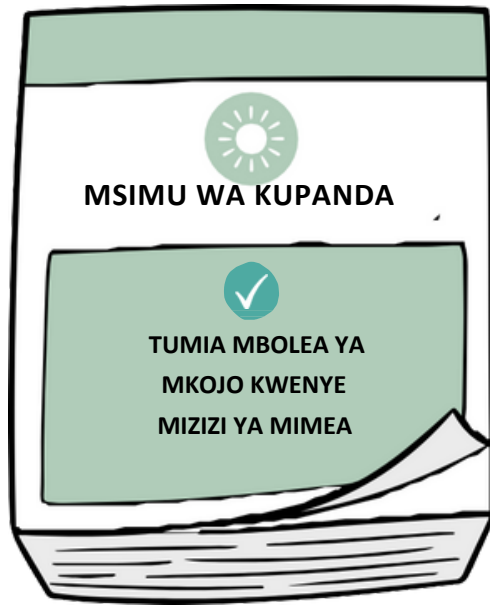 MSIMU WA KUPANDA
TUMIA MBOLEA YA
MKOJO KWENYE
MIZIZI YA MIMEA